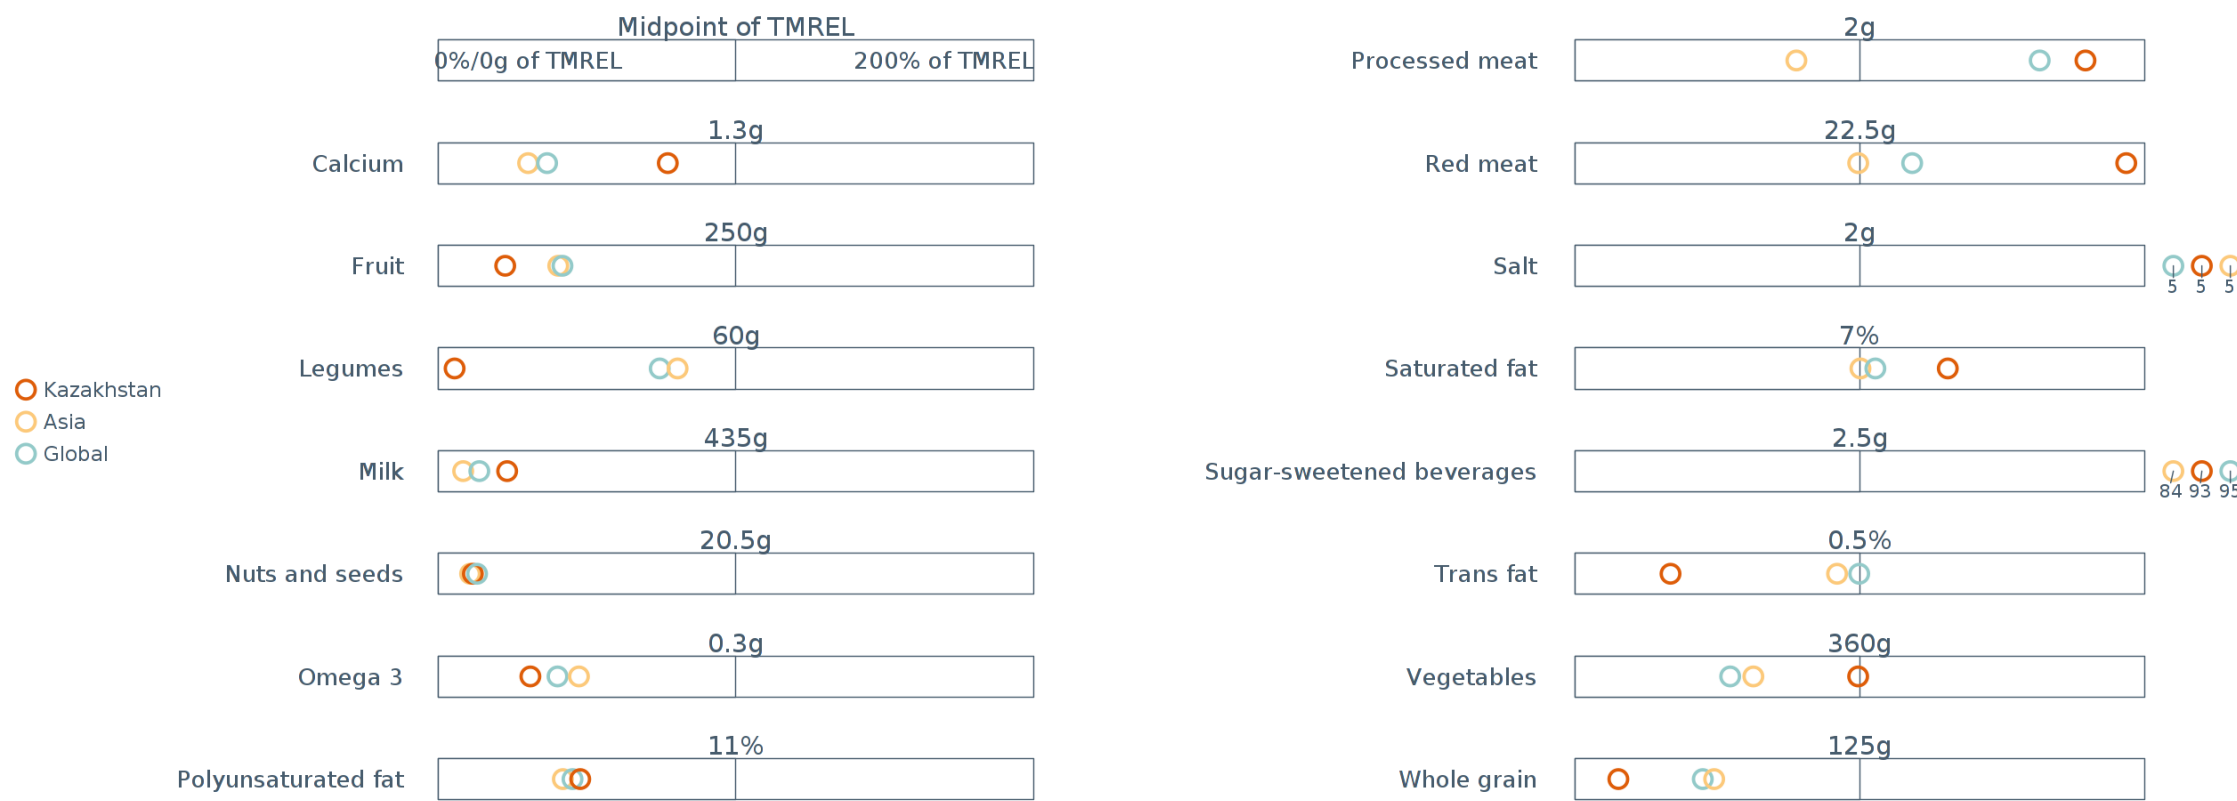 Midpoint of TMREL
0%/0g of TMREL
200% of TMREL
1.3g
Calcium
250g
Fruit
60g
Legumes
435g
Milk
20.5g
Nuts and seeds
0.3g
Omega 3
11%
Polyunsaturated fat
Kazakhstan
Asia
Global
2g
Processed meat
22.5g
Red meat
2g
Salt
5 5 5
7%
Saturated fat
2.5g
Sugar-sweetened beverages
84 93 95
0.5%
Trans fat
360g
Vegetables
125g
Whole grain